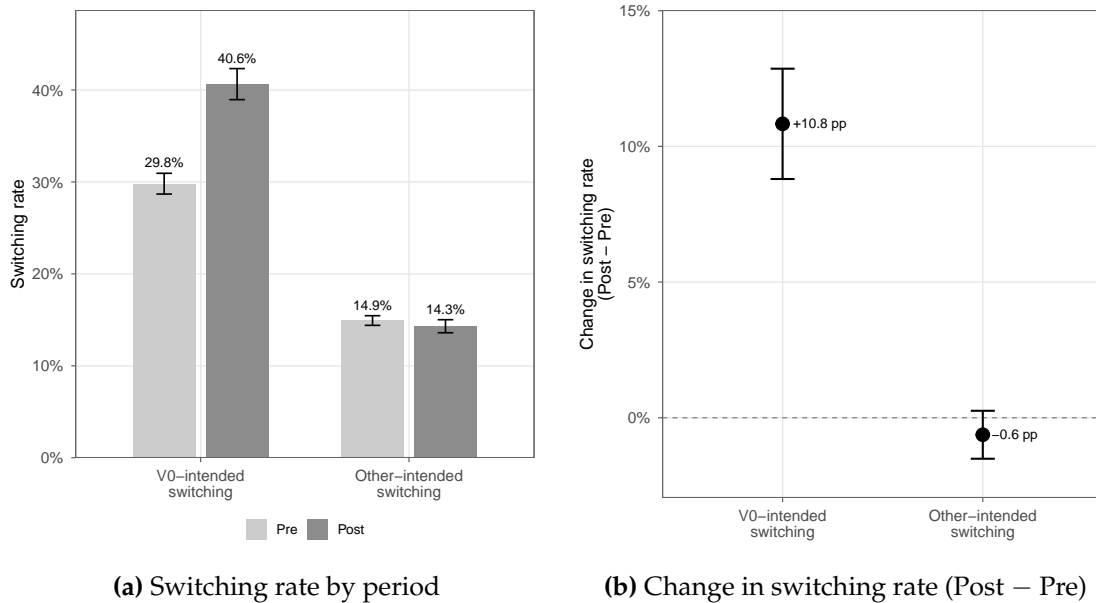 40.6%
29.8%
14.9%
14.3%
40%
30%
20%
10%
0%
Switching rate
V0−intended
switching
Other−intended
switching
Pre
Post
(a) Switching rate by period
15%
10%
5%
0%
Change in switching rate
(Post − Pre)
+10.8 pp
−0.6 pp
V0−intended
switching
Other−intended
switching
(b) Change in switching rate (Post − Pre)